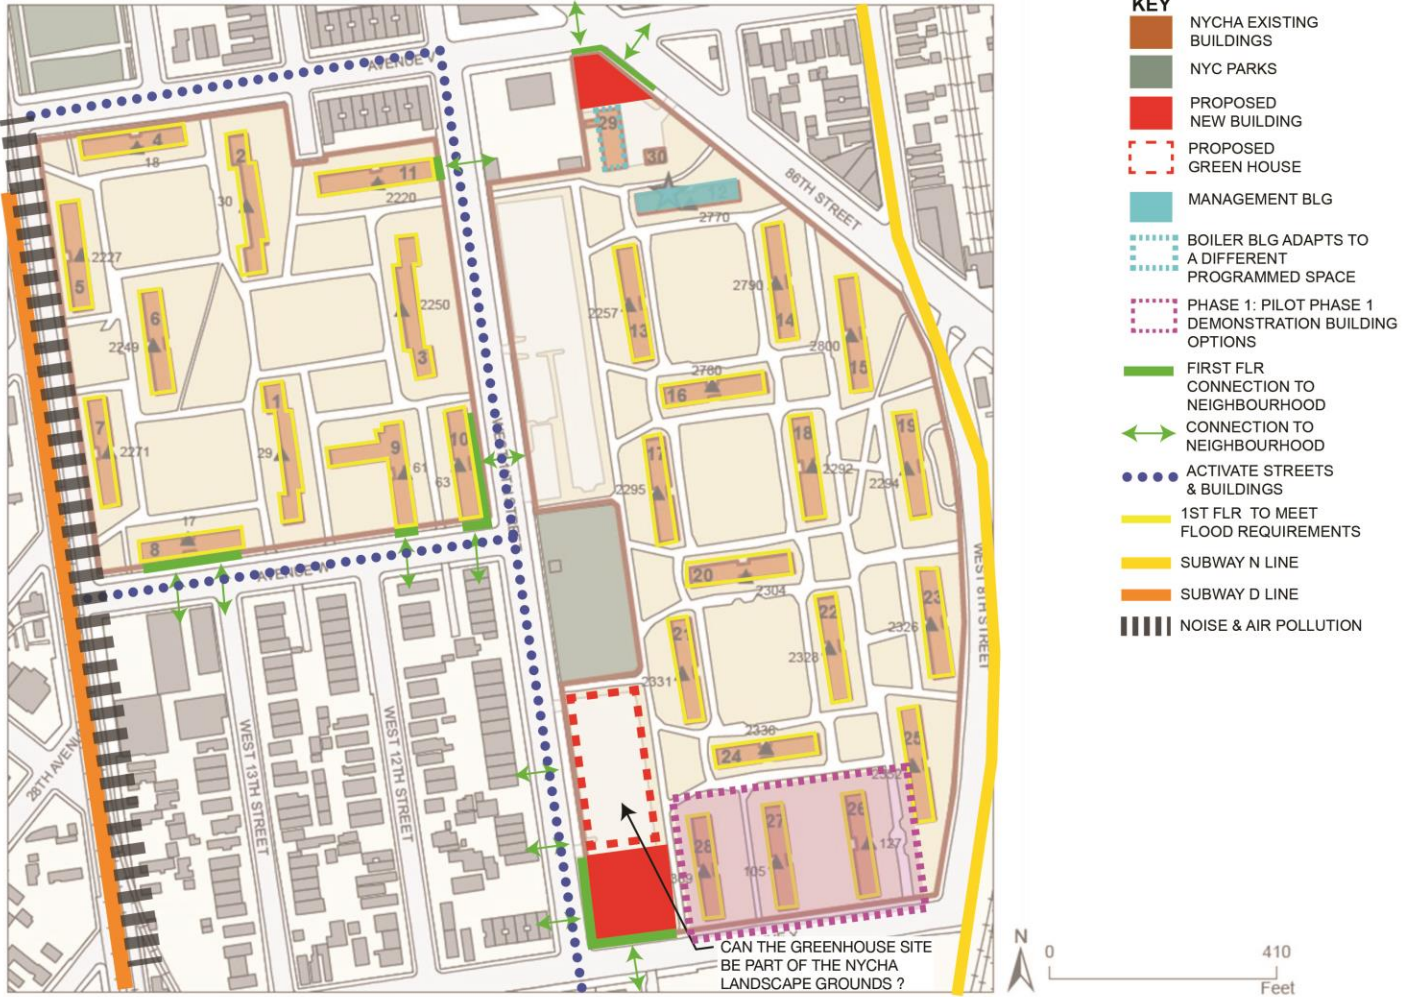 KEY
NYCHA EXISTING
BUILDINGS
NYC PARKS
PROPOSED
NEW BUILDING
PROPOSED
GREEN HOUSE
MANAGEMENT BLG
BOILER BLG ADAPTS TO
A DIFFERENT
PROGRAMMED SPACE
PHASE 1: PILOT PHASE 1
DEMONSTRATION BUILDING
OPTIONS
FIRST FLR
CONNECTION TO
NEIGHBOURHOOD
CONNECTION TO
NEIGHBOURHOOD
ACTIVATE STREETS
& BUILDINGS
1ST FLR TO MEET
FLOOD REQUIREMENTS
SUBWAY N LINE
SUBWAY D LINE
NOISE & AIR POLLUTION
AVENUE V
4
18
2
30
11
2220
29
30
12
2770
86TH STREET
2227
5
6
2249
2250
3
2257
13
2790
14
2800
15
2780
16
7
2271
1
29
9
61
10
63
17
2295
18
2292
19
2294
17
8
AVENUE W
20
2304
21
2331
22
2328
23
2326
WEST 8TH STREET
2330
24
25
28
27
105
26
127
28TH AVENU
WEST 13TH STREET
WEST 12TH STREET
CAN THE GREENHOUSE SITE
BE PART OF THE NYCHA
LANDSCAPE GROUNDS ?
N
0
410
Feet